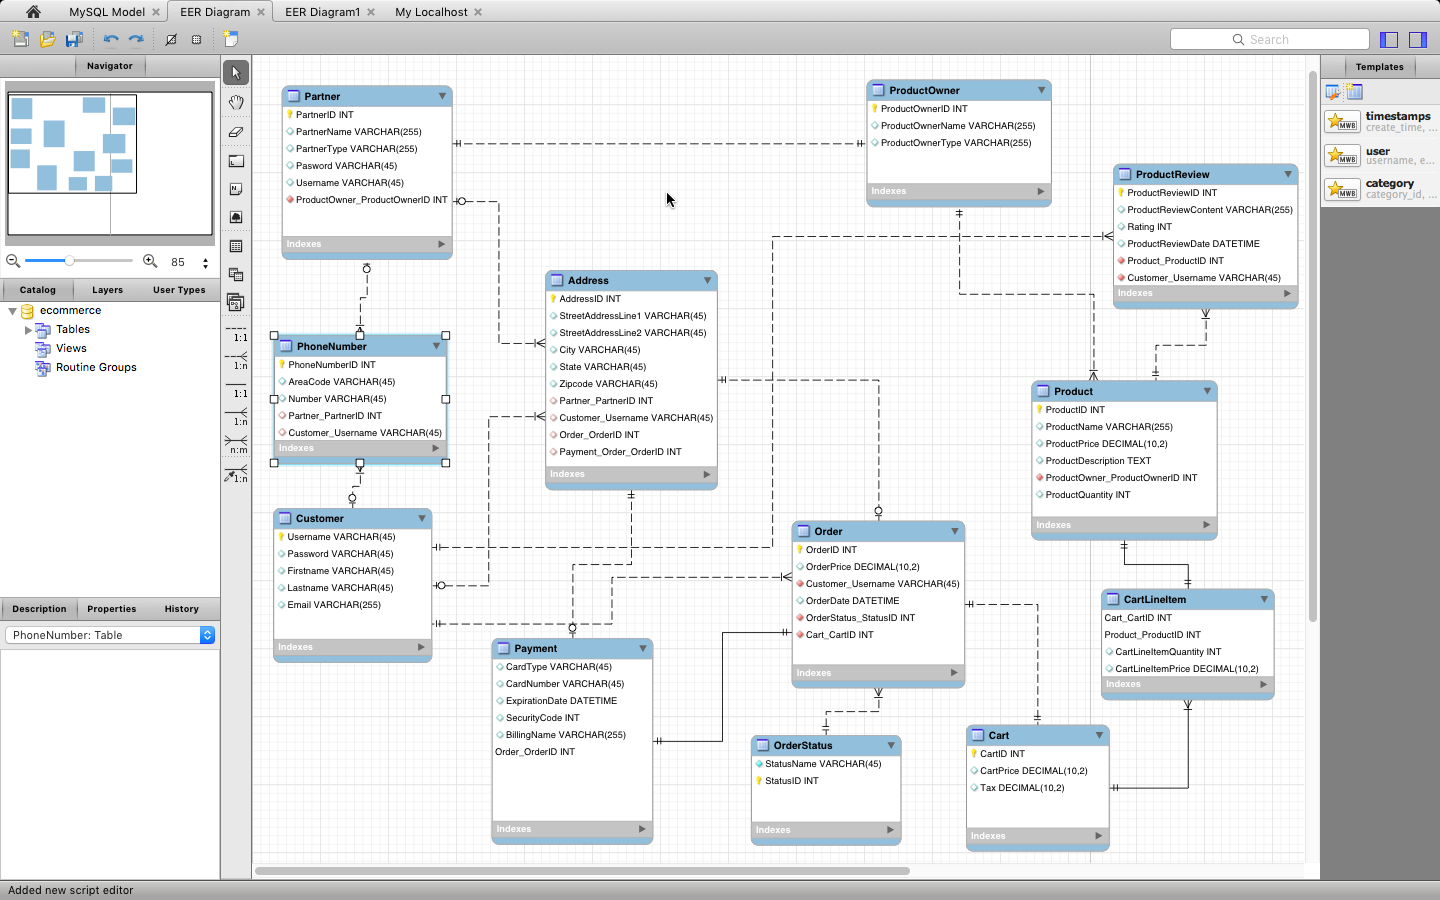 MySQL Model
EER Diagram
EER Diagram1
My Localhost
Search
Navigator
85
Catalog
Layers
User Types
ecommerce
Tables
Views
Routine Groups
Description
Properties
History
PhoneNumber: Table
Added new script editor
1:1
1:n
1:1
1:n
n:m
1:n
Partner
PartnerID INT
PartnerName VARCHAR(255)
PartnerType VARCHAR(255)
Pasword VARCHAR(45)
Username VARCHAR(45)
ProductOwner_ProductOwnerID INT
Indexes
PhoneNumber
PhoneNumberID INT
AreaCode VARCHAR(45)
Number VARCHAR(45)
Partner_PartnerID INT
Customer_Username VARCHAR(45)
Indexes
Customer
Username VARCHAR(45)
Password VARCHAR(45)
Firstname VARCHAR(45)
Lastname VARCHAR(45)
Email VARCHAR(255)
Indexes
Address
AddressID INT
StreetAddressLine1 VARCHAR(45)
StreetAddressLine2 VARCHAR(45)
City VARCHAR(45)
State VARCHAR(45)
Zipcode VARCHAR(45)
Partner_PartnerID INT
Customer_Username VARCHAR(45)
Order_OrderID INT
Payment_Order_OrderID INT
Indexes
Payment
CardType VARCHAR(45)
CardNumber VARCHAR(45)
ExpirationDate DATETIME
SecurityCode INT
BillingName VARCHAR(255)
Order_OrderID INT
Indexes
ProductOwner
ProductOwnerID INT
ProductOwnerName VARCHAR(255)
ProductOwnerType VARCHAR(255)
Indexes
ProductReview
ProductReviewID INT
ProductReviewContent VARCHAR(255)
Rating INT
ProductReviewDate DATETIME
Product_ProductID INT
Customer_Username VARCHAR(45)
Indexes
Product
ProductID INT
ProductName VARCHAR(255)
ProductPrice DECIMAL(10,2)
ProductDescription TEXT
ProductOwner_ProductOwnerID INT
ProductQuantity INT
Indexes
Order
OrderID INT
OrderPrice DECIMAL(10,2)
Customer_Username VARCHAR(45)
OrderDate DATETIME
OrderStatus_StatusID INT
Cart_CartID INT
Indexes
OrderStatus
StatusName VARCHAR(45)
StatusID INT
Indexes
CartLineItem
Cart_CartID INT
Product_ProductID INT
CartLineItemQuantity INT
CartLineItemPrice DECIMAL(10,2)
Indexes
Cart
CartID INT
CartPrice DECIMAL(10,2)
Tax DECIMAL(10,2)
Indexes
Templates
MWB
timestamps
create_time, ...
MWB
user
username, e...
MWB
category
category_id, ...